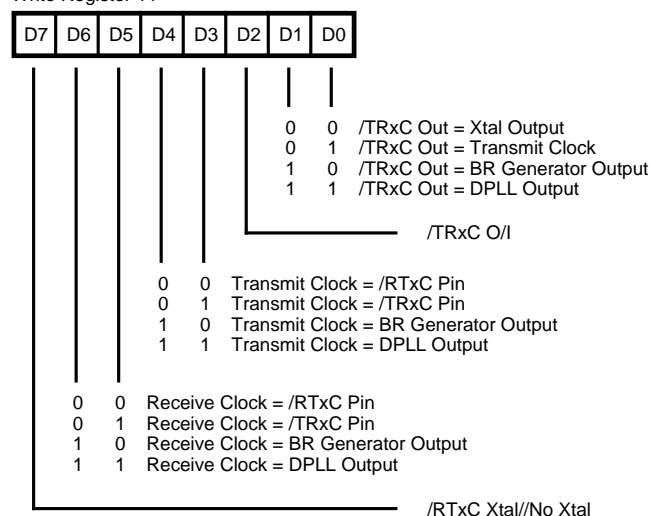 D7 D6 D5 D4 D3 D2 D1 D0
0 0 /TRxC Out = Xtal Output
0 1 /TRxC Out = Transmit Clock
1 0 /TRxC Out = BR Generator Output
1 1 /TRxC Out = DPLL Output
/TRxC O/I
0 0 Transmit Clock = /RTxC Pin
0 1 Transmit Clock = /TRxC Pin
1 0 Transmit Clock = BR Generator Output
1 1 Transmit Clock = DPLL Output
0 0 Receive Clock = /RTxC Pin
0 1 Receive Clock = /TRxC Pin
1 0 Receive Clock = BR Generator Output
1 1 Receive Clock = DPLL Output
/RTxC Xtal//No Xtal